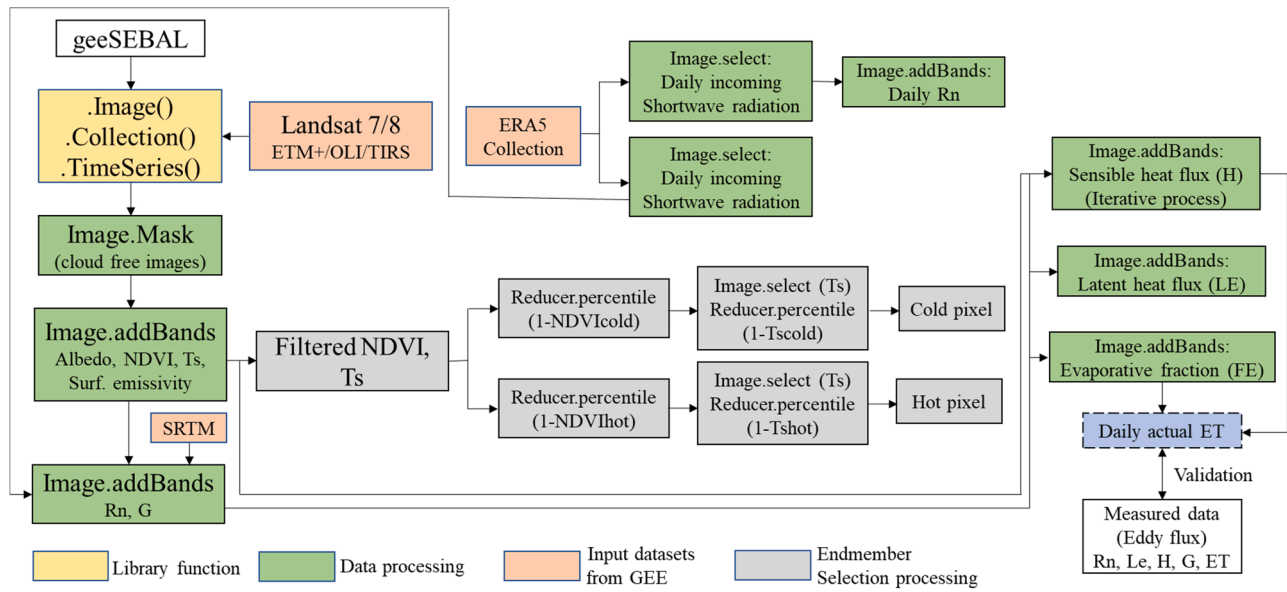 geeSEBAL
.Image()
.Collection()
.TimeSeries()
Landsat 7/8
ETM+/OLI/TIRS
Image.Mask
(cloud free images)
Image.addBands
Albedo, NDVI, Ts,
Surf. emissivity
SRTM
Image.addBands
Rn, G
ERA5
Collection
Image.select:
Daily incoming
Shortwave radiation
Image.addBands:
Daily Rn
Image.select:
Daily incoming
Shortwave radiation
Filtered NDVI,
Ts
Reducer.percentile
(1-NDVIcold)
Image.select (Ts)
Reducer.percentile
(1-Tscold)
Cold pixel
Reducer.percentile
(1-NDVIhot)
Image.select (Ts)
Reducer.percentile
(1-Tshot)
Hot pixel
Image.addBands:
Sensible heat flux (H)
(Iterative process)
Image.addBands:
Latent heat flux (LE)
Image.addBands:
Evaporative fraction (FE)
Daily actual ET
Validation
Measured data
(Eddy flux)
Rn, Le, H, G, ET
Library function
Data processing
Input datasets
from GEE
Endmember
Selection processing